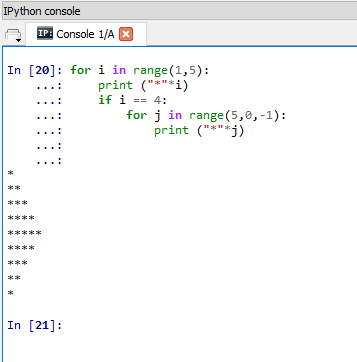 IPython console
IP: Console 1/A
In [20]: for i in range(1,5):
    ...:     print ("*"*i)
    ...:     if i == 4:
    ...:         for j in range(5,0,-1):
    ...:             print ("*"*j)
    ...:
    ...:
*
**
***
****
*****
****
***
**
*
In [21]: